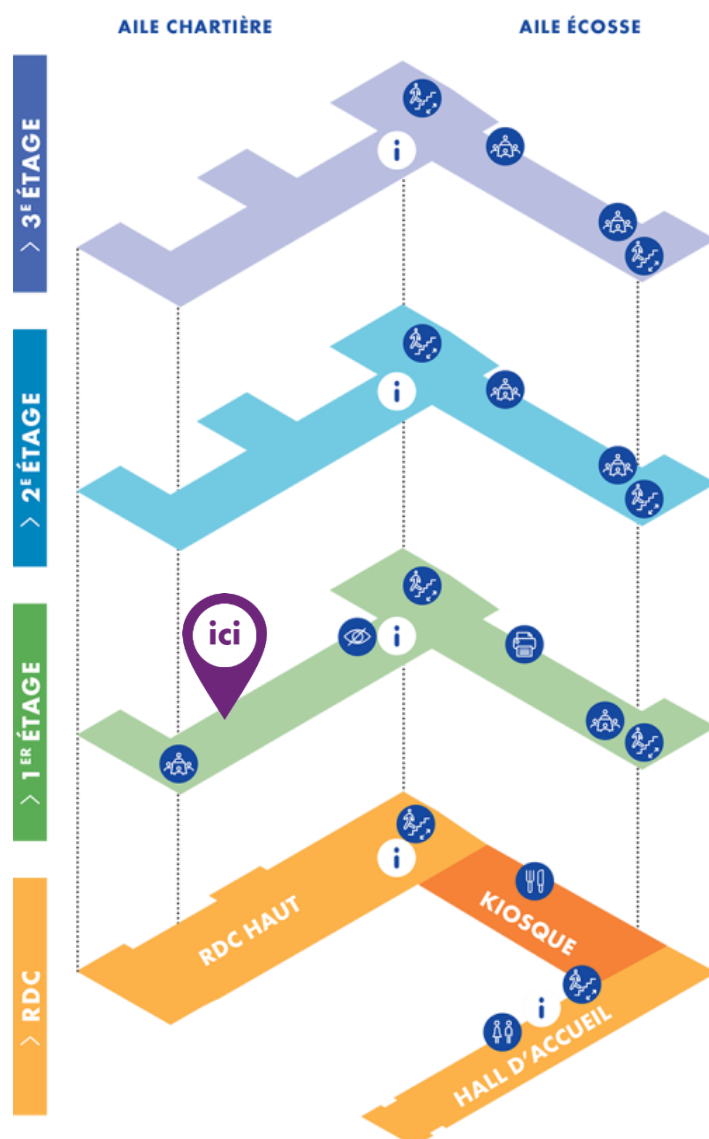 AILE CHARTIÈRE
AILE ÉCOSSE
> 3E ÉTAGE
i
> 2E ÉTAGE
i
> 1ER ÉTAGE
ici
i
> RDC
i
RDC HAUT
KIOSQUE
i
HALL D'ACCUEIL